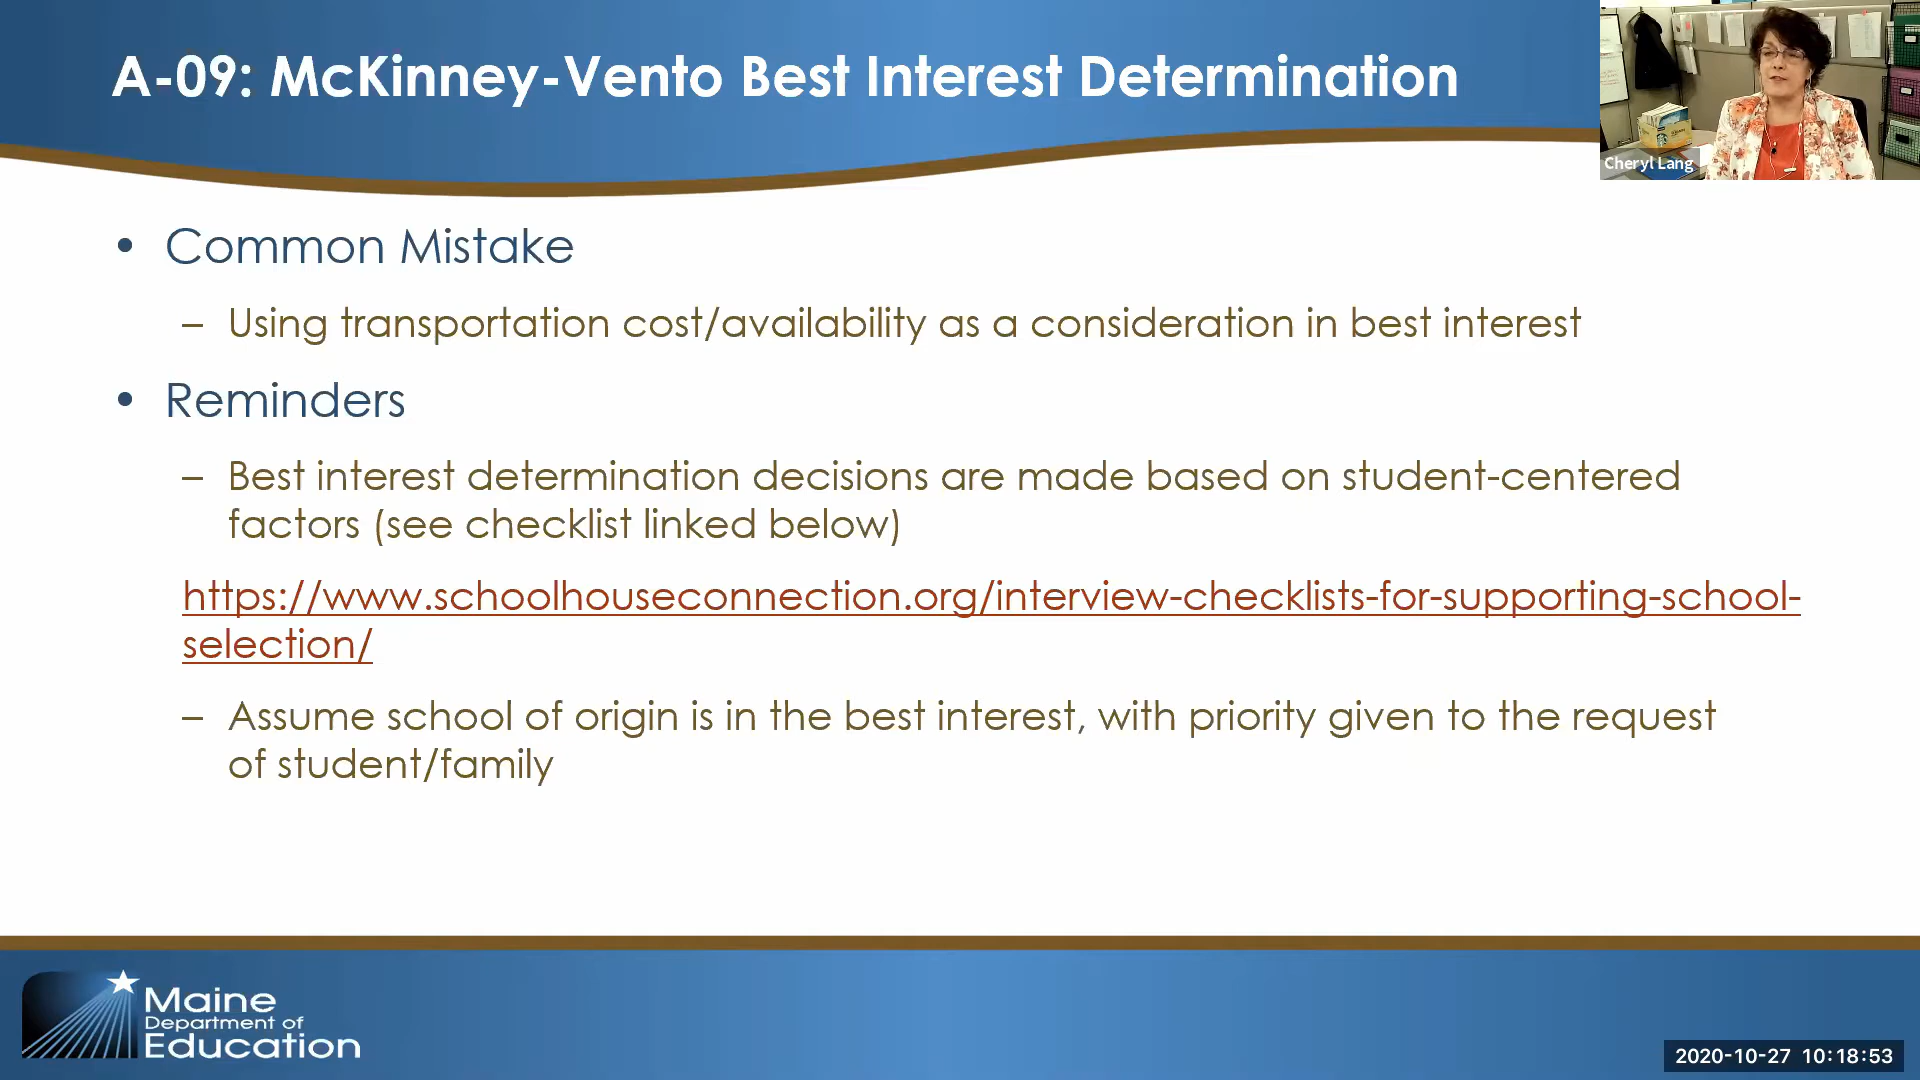 A-09: McKinney-Vento Best Interest Determination
Cheryl Lang
• Common Mistake
– Using transportation cost/availability as a consideration in best interest
• Reminders
– Best interest determination decisions are made based on student-centered
factors (see checklist linked below)
https://www.schoolhouseconnection.org/interview-checklists-for-supporting-school-
selection/
– Assume school of origin is in the best interest, with priority given to the request
of student/family
Maine
Department of
Education
2020-10-27 10:18:53